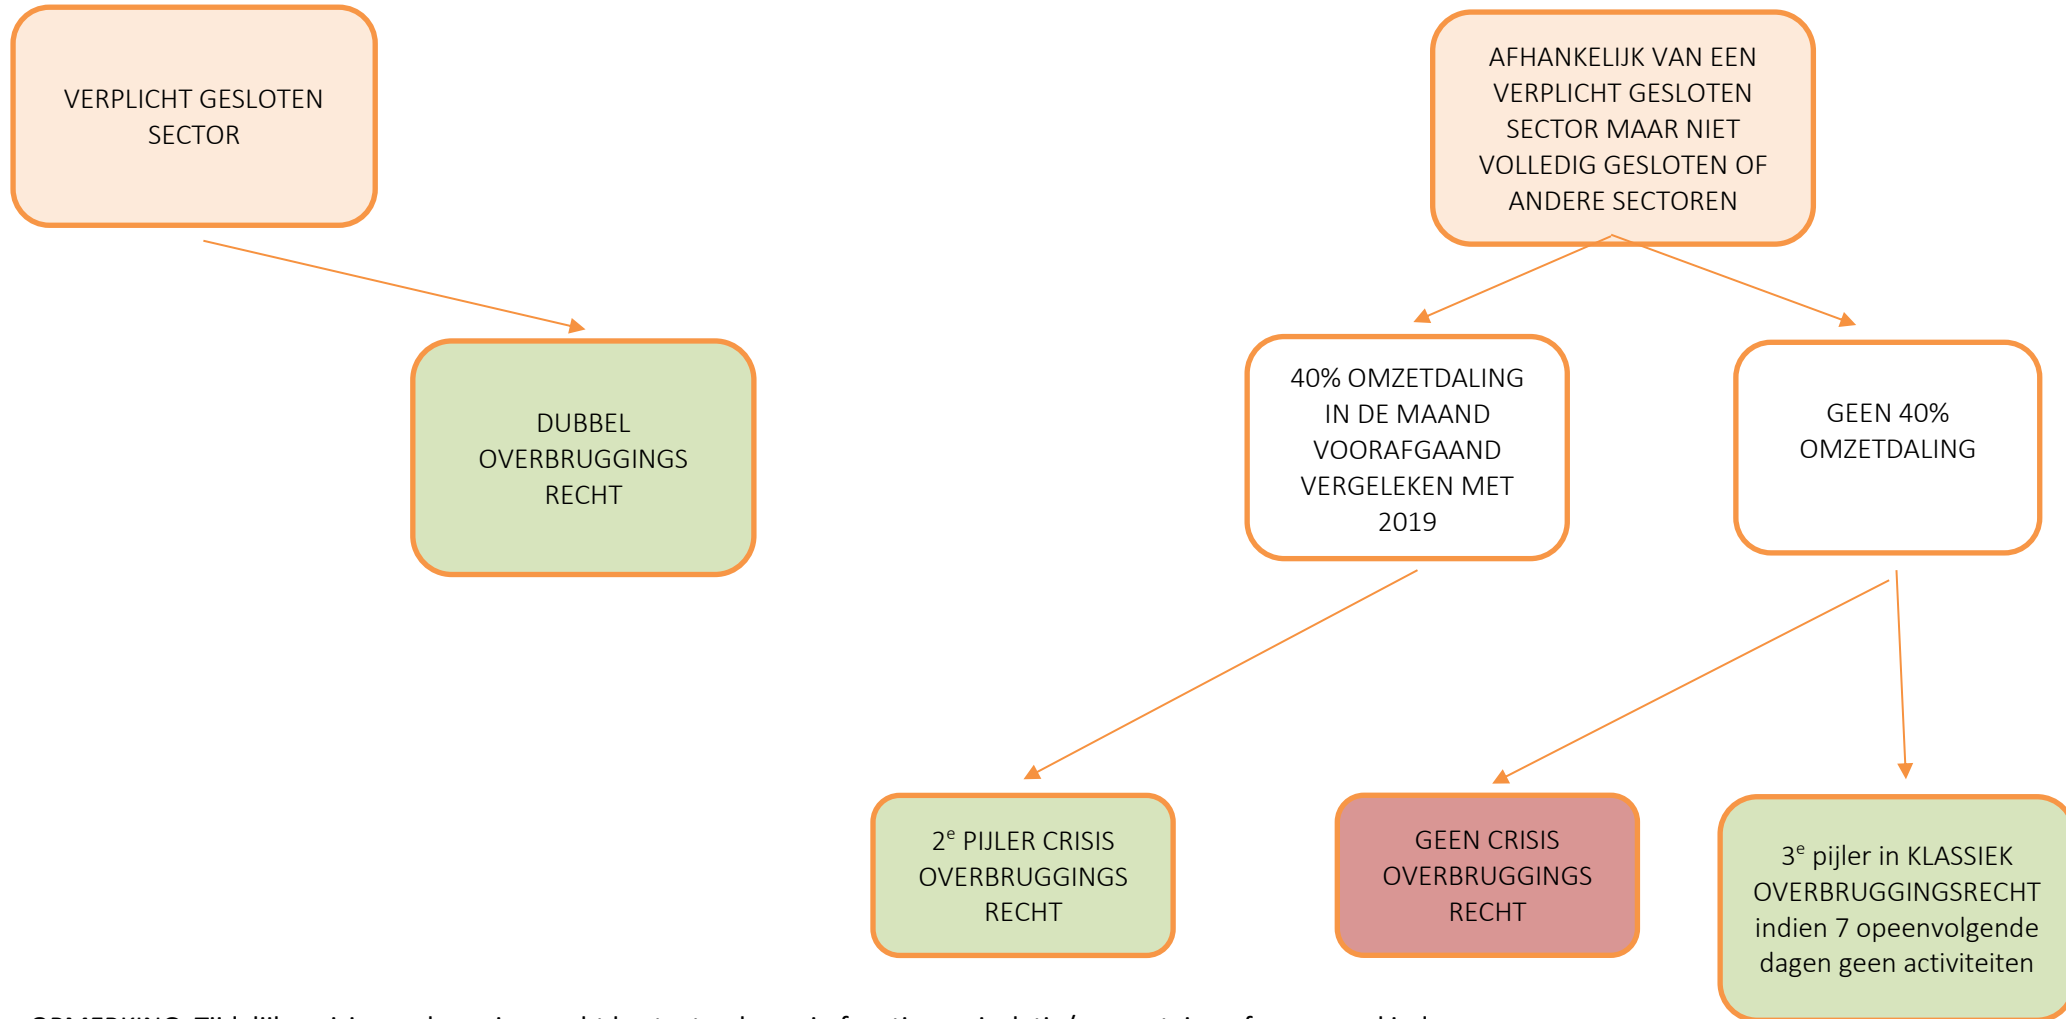 VERPLICHT GESLOTEN
SECTOR
AFHANKELIJK VAN EEN
VERPLICHT GESLOTEN
SECTOR MAAR NIET
VOLLEDIG GESLOTEN OF
ANDERE SECTOREN
DUBBEL
OVERBRUGGINGS
RECHT
40% OMZETDALING
IN DE MAAND
VOORAFGAAND
VERGELEKEN MET
2019
GEEN 40%
OMZETDALING
2e PIJLER CRISIS
OVERBRUGGINGS
RECHT
GEEN CRISIS
OVERBRUGGINGS
RECHT
3e pijler in KLASSIEK
OVERBRUGGINGSRECHT
indien 7 opeenvolgende
dagen geen activiteiten